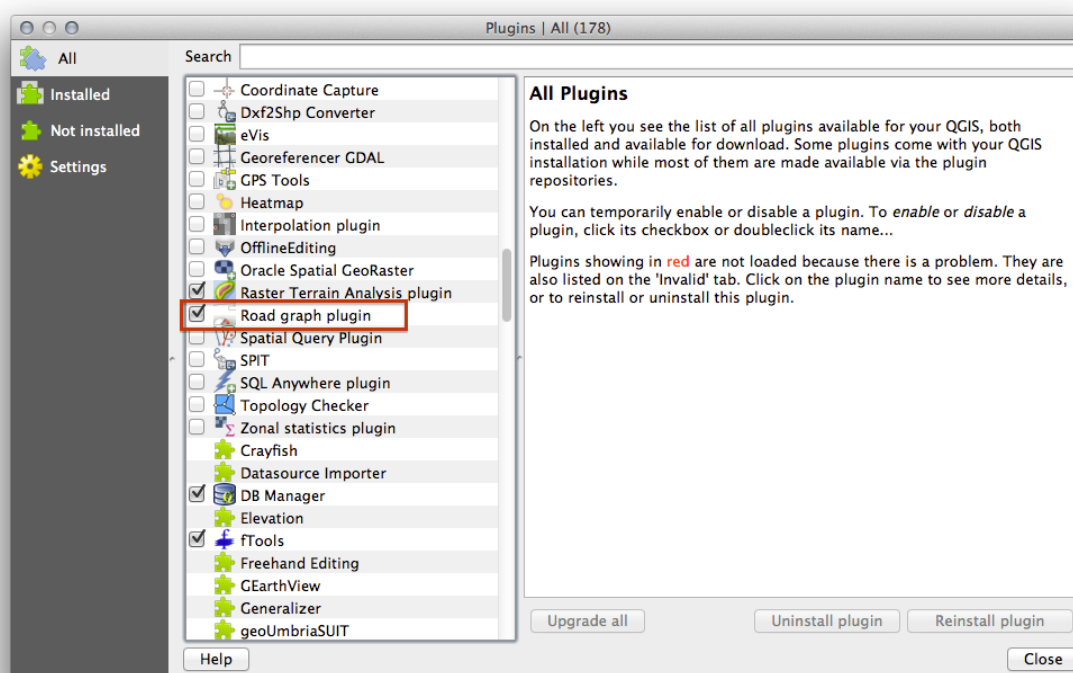 Plugins | All (178)
All
Installed
Not installed
Settings
Search
Coordinate Capture
Dxf2Shp Converter
eVis
Georeferencer GDAL
GPS Tools
Heatmap
Interpolation plugin
OfflineEditing
Oracle Spatial GeoRaster
Raster Terrain Analysis plugin
Road graph plugin
Spatial Query Plugin
SPIT
SQL Anywhere plugin
Topology Checker
Zonal statistics plugin
Crayfish
Datasource Importer
DB Manager
Elevation
fTools
Freehand Editing
GEarthView
Generalizer
geoUmbriaSUIT
All Plugins
On the left you see the list of all plugins available for your QGIS, both
installed and available for download. Some plugins come with your QGIS
installation while most of them are made available via the plugin
repositories.
You can temporarily enable or disable a plugin. To enable or disable a
plugin, click its checkbox or doubleclick its name...
Plugins showing in red are not loaded because there is a problem. They are
also listed on the 'Invalid' tab. Click on the plugin name to see more details,
or to reinstall or uninstall this plugin.
Upgrade all
Uninstall plugin
Reinstall plugin
Help
Close